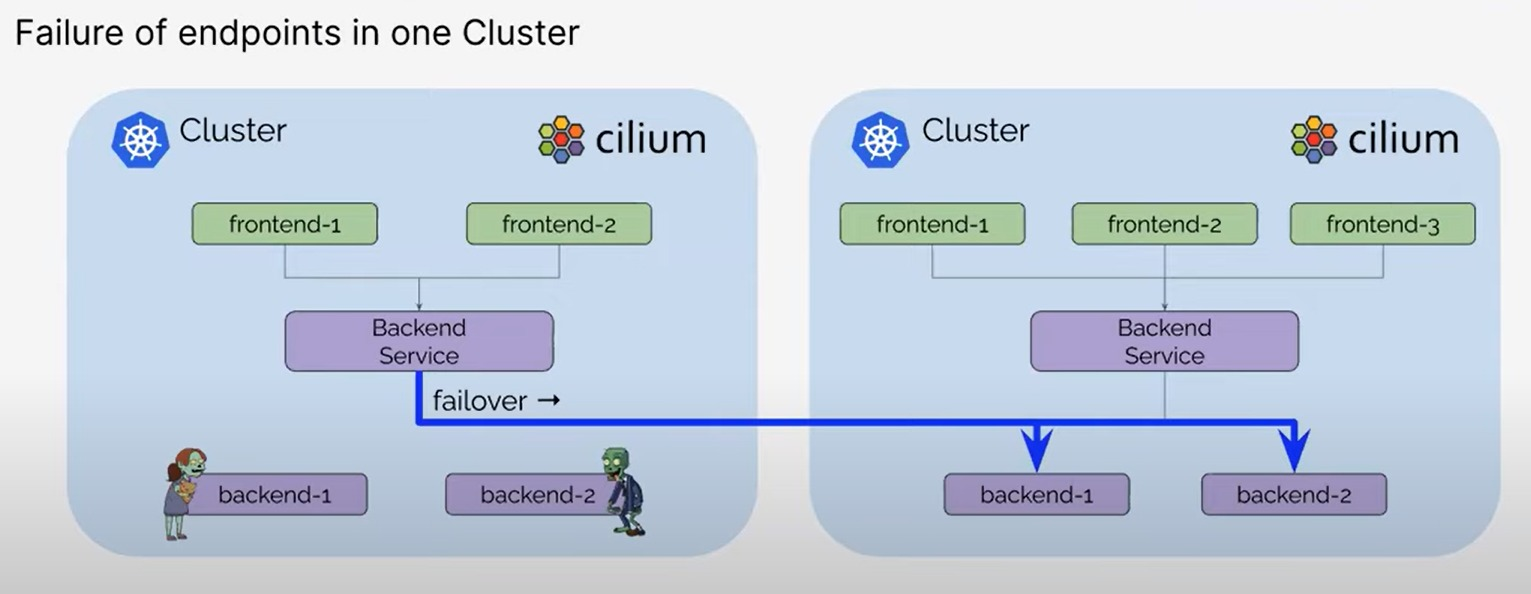 Failure of endpoints in one Cluster
Cluster
cilium
frontend-1
frontend-2
Backend
Service
failover →
backend-1
backend-2
Cluster
cilium
frontend-1
frontend-2
frontend-3
Backend
Service
backend-1
backend-2